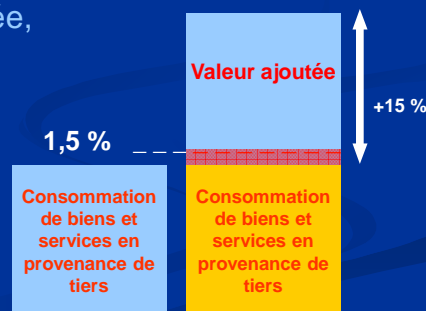 ée,
Valeur ajoutée
+15 %
1,5 %
Consommation
de biens et
services en
provenance de
tiers
Consommation
de biens et
services en
provenance de
tiers